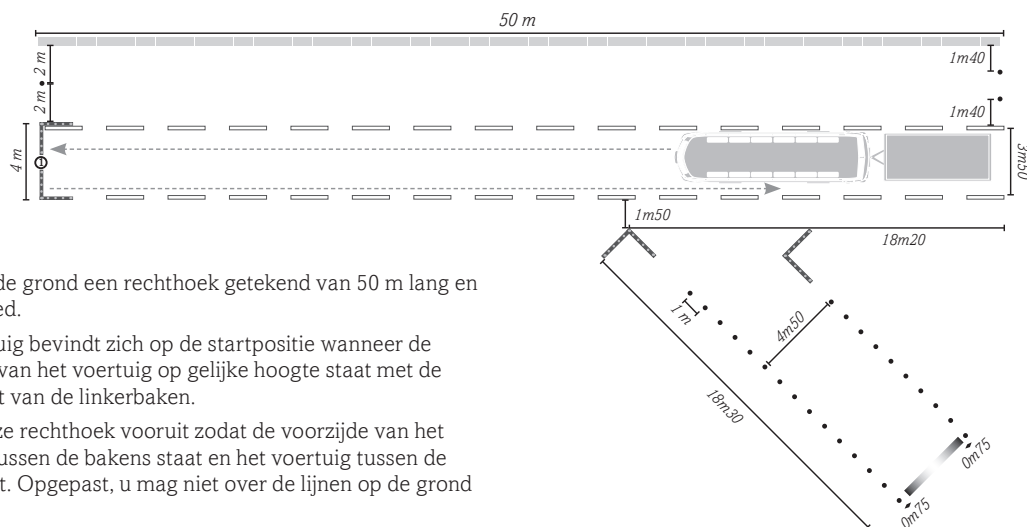 50 m
2 m
2 m
1m40
1m40
4 m
1
3m50
1m50
18m20
de grond een rechthoek getekend van 50 m lang en
ed.
uig bevindt zich op de startpositie wanneer de
van het voertuig op gelijke hoogte staat met de
t van de linkerbaken.
ze rechthoek vooruit zodat de voorzijde van het
ussen de bakens staat en het voertuig tussen de
t. Opgepast, u mag niet over de lijnen op de grond
1 m
4m50
18m30
0m75
0m75